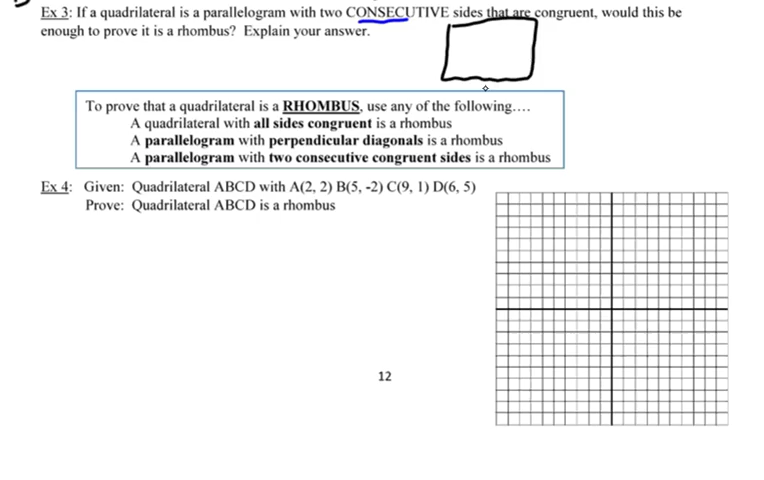 Ex 3: If a quadrilateral is a parallelogram with two CONSECUTIVE sides that are congruent, would this be
enough to prove it is a rhombus? Explain your answer.
To prove that a quadrilateral is a RHOMBUS, use any of the following….
A quadrilateral with all sides congruent is a rhombus
A parallelogram with perpendicular diagonals is a rhombus
A parallelogram with two consecutive congruent sides is a rhombus
Ex 4: Given: Quadrilateral ABCD with A(2, 2) B(5, -2) C(9, 1) D(6, 5)
Prove: Quadrilateral ABCD is a rhombus
12